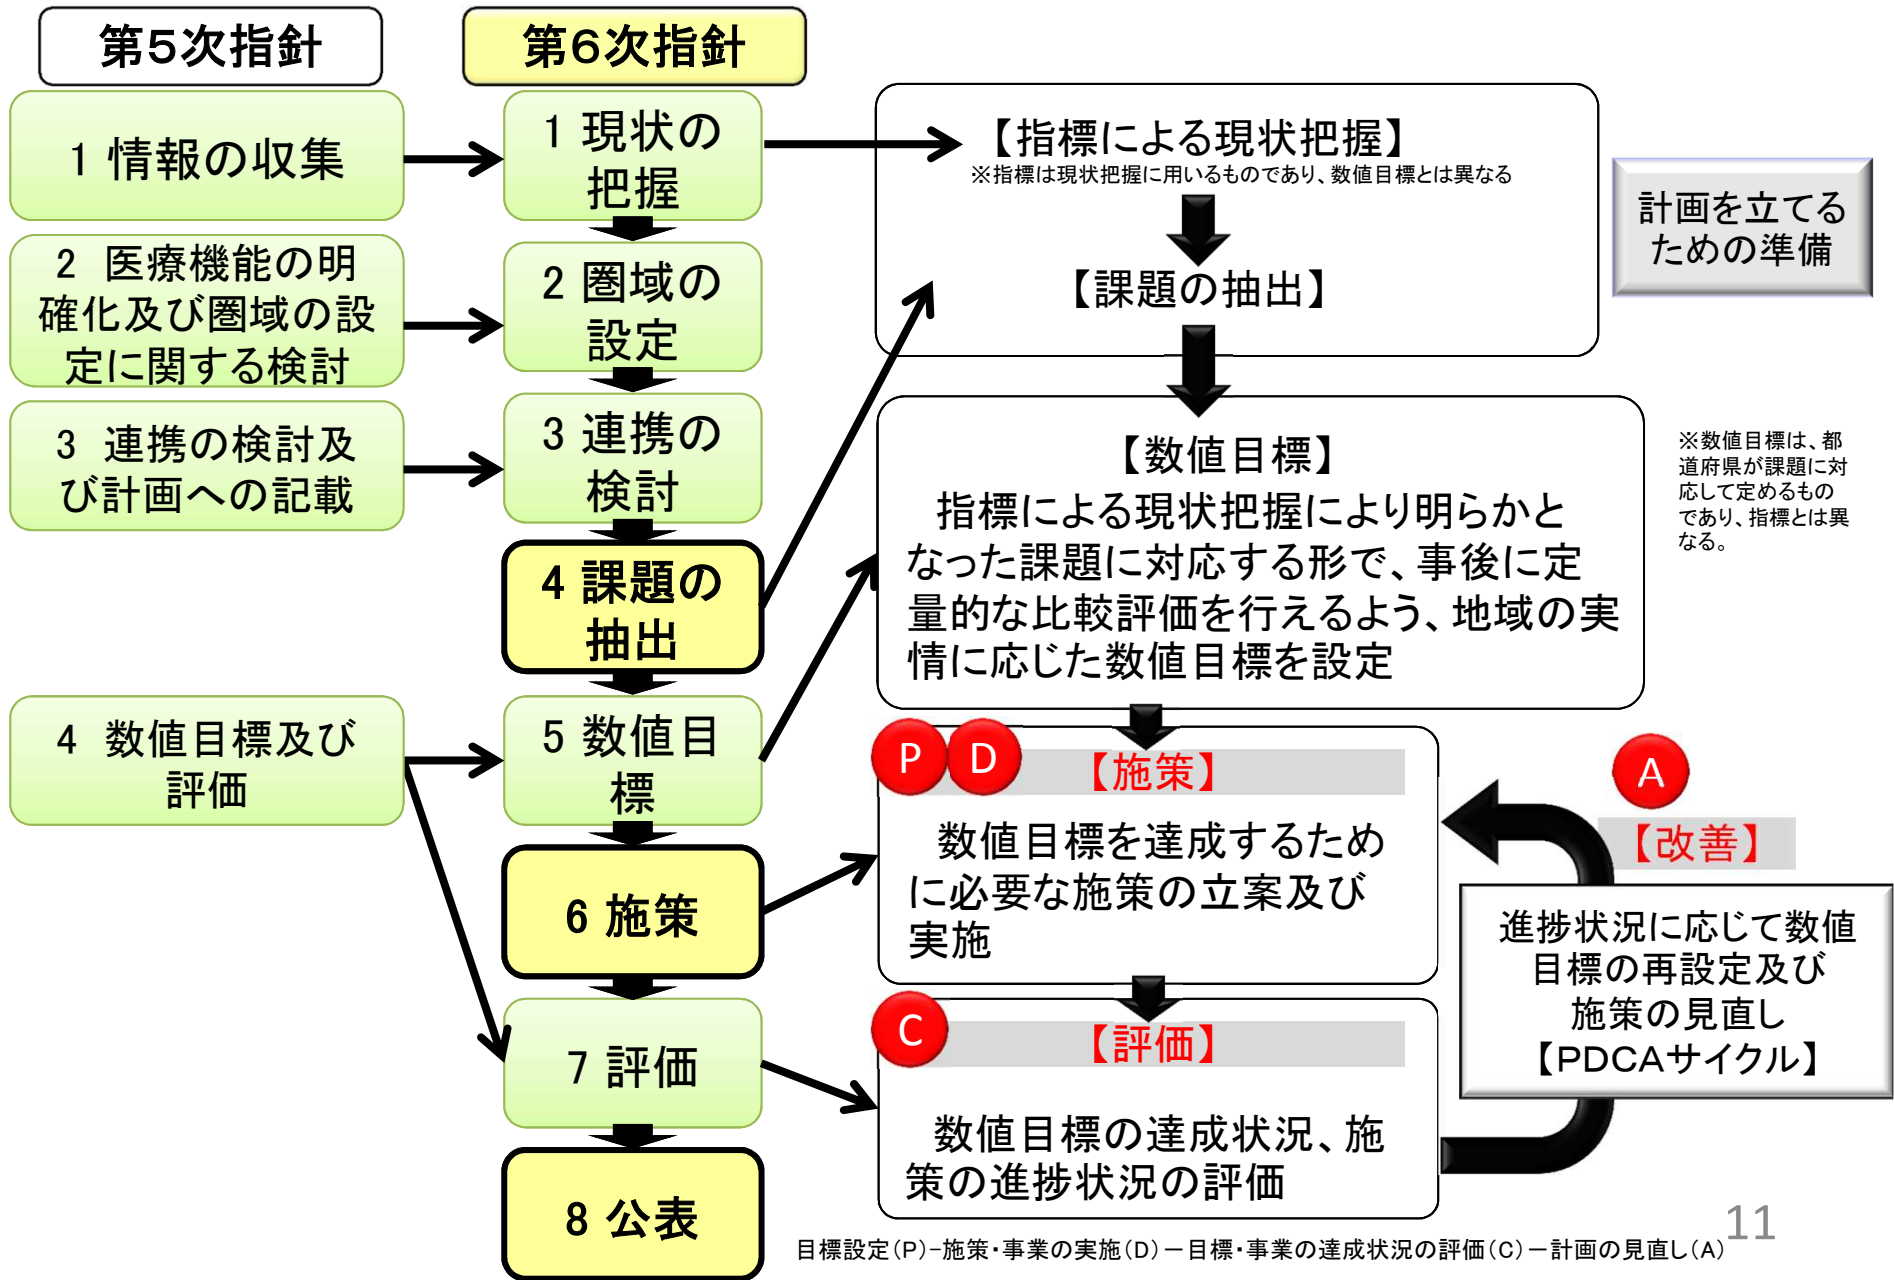 第5次指針
第6次指針
1 情報の収集
2 医療機能の明
確化及び圏域の設
定に関する検討
3 連携の検討及
び計画への記載
4 数値目標及び
評価
1 現状の
把握
2 圏域の
設定
3 連携の
検討
4 課題の
抽出
5 数値目
標
6 施策
7 評価
8 公表
【指標による現状把握】
※指標は現状把握に用いるものであり、数値目標とは異なる
【課題の抽出】
計画を立てる
ための準備
【数値目標】
指標による現状把握により明らかと
なった課題に対応する形で、事後に定
量的な比較評価を行えるよう、地域の実
情に応じた数値目標を設定
※数値目標は、都
道府県が課題に対
応して定めるもの
であり、指標とは異
なる。
P D
【施策】
数値目標を達成するため
に必要な施策の立案及び
実施
A
【改善】
進捗状況に応じて数値
目標の再設定及び
施策の見直し
【PDCAサイクル】
C
【評価】
数値目標の達成状況、施
策の進捗状況の評価
目標設定(P)-施策・事業の実施(D)-目標・事業の達成状況の評価(C)-計画の見直し(A)
11